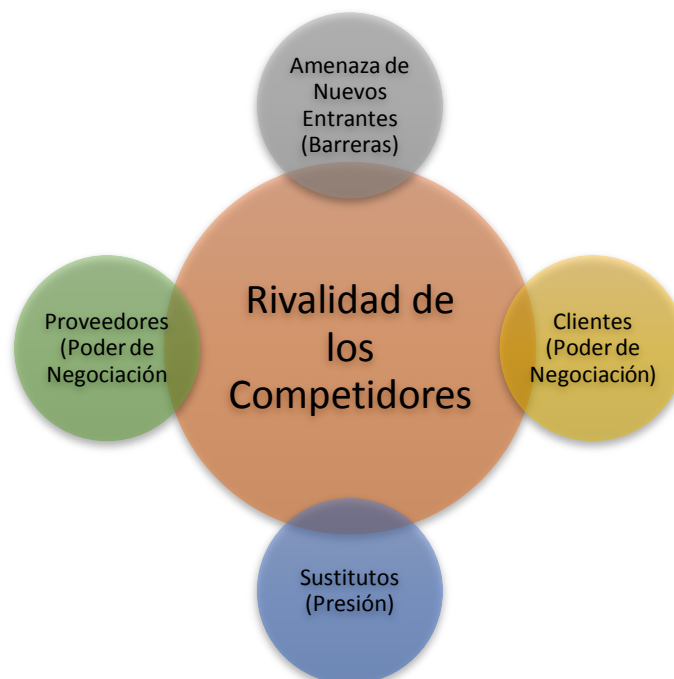 Amenaza de
Nuevos
Entrantes
(Barreras)
Proveedores
(Poder de
Negociación
Rivalidad de
los
Competidores
Clientes
(Poder de
Negociación)
Sustitutos
(Presión)